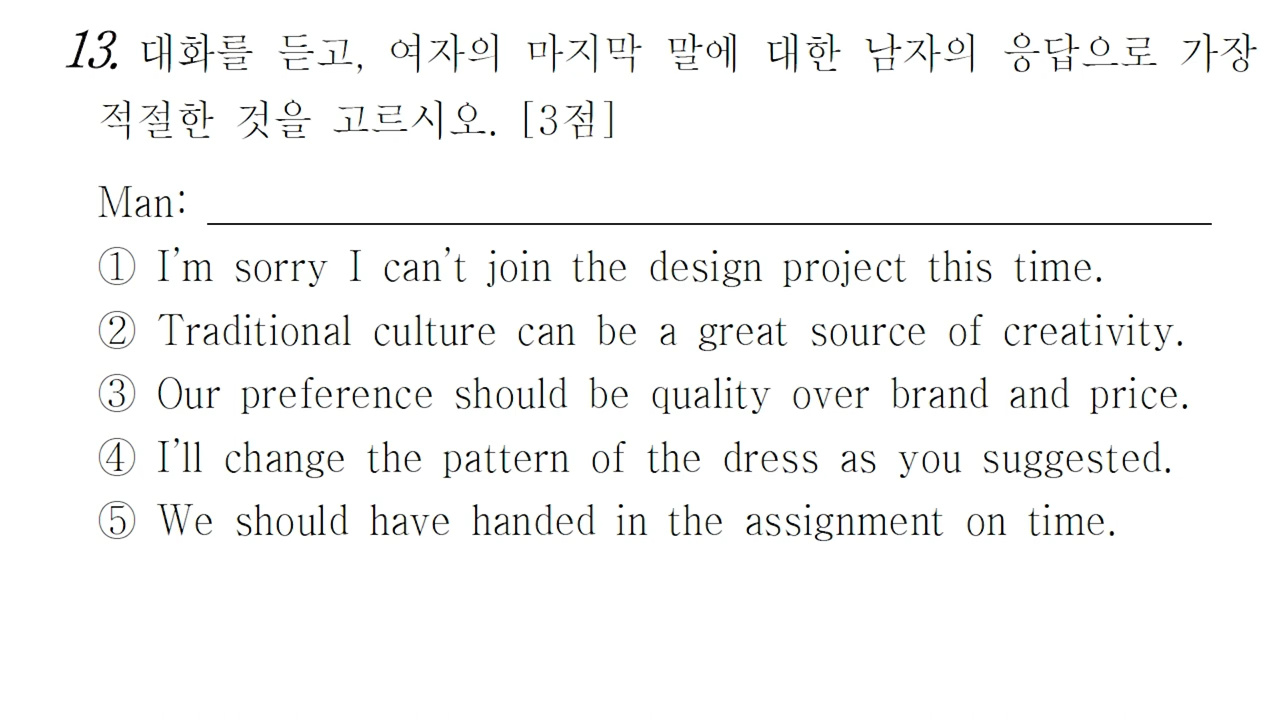 13. 대화를 듣고, 여자의 마지막 말에 대한 남자의 응답으로 가장
적절한 것을 고르시오. [3점]
Man:
① I'm sorry I can't join the design project this time.
② Traditional culture can be a great source of creativity.
③ Our preference should be quality over brand and price.
④ I'll change the pattern of the dress as you suggested.
⑤ We should have handed in the assignment on time.